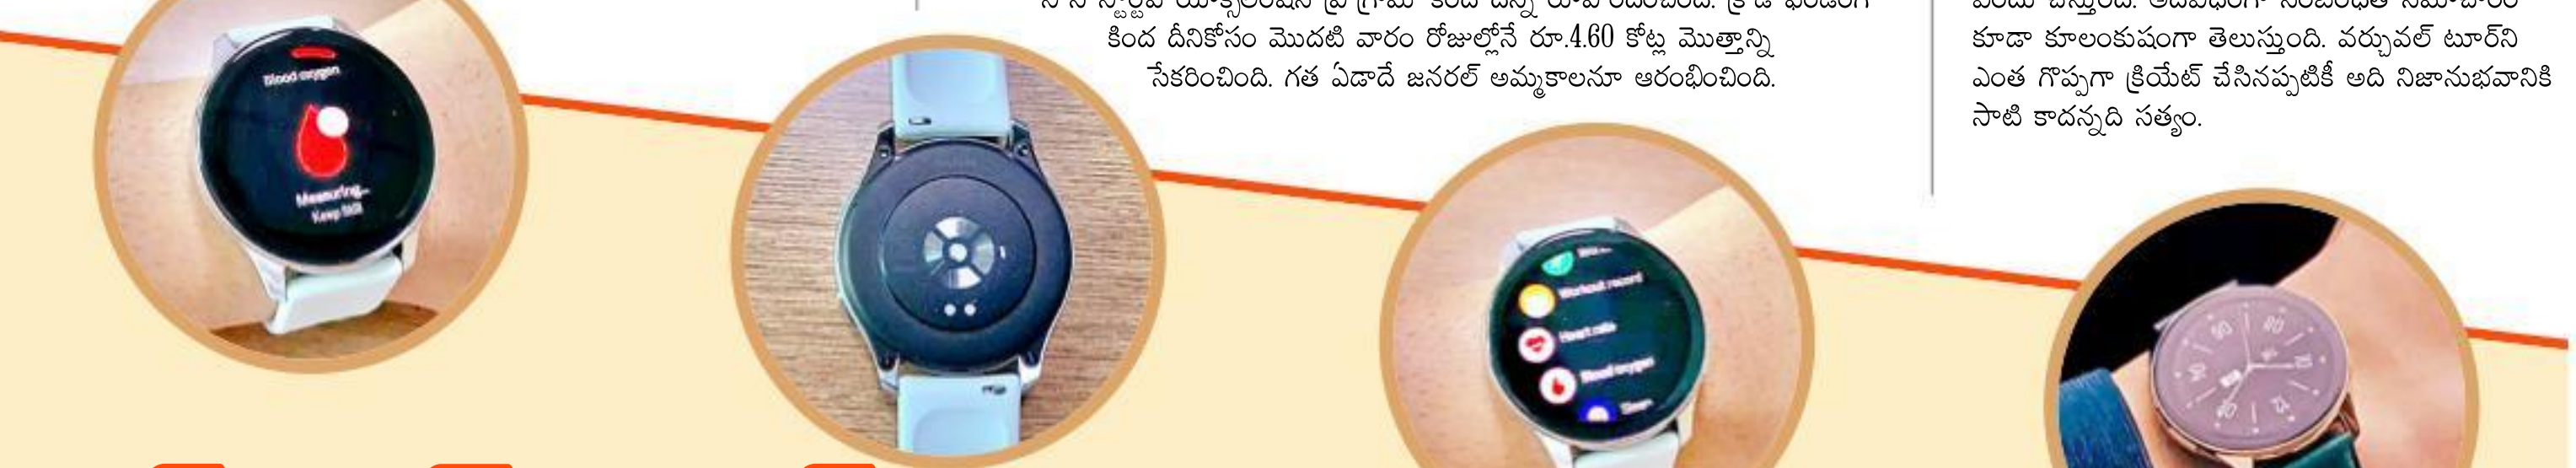 కింద దీనికోసం మొదటి వారం రోజుల్లోనే రూ.4.60 కోట్ల మొత్తాన్ని
సేకరించింది. గత ఏడాదే జనరల్ అమ్మకాలనూ ఆరంభించింది.
కూడా కూలంకుషంగా తెలుస్తుంది. వర్చువల్ టూర్‌ని
ఎంత గొప్పగా క్రియేట్ చేసినప్పటికీ అది నిజానుభవానికి
సాటి కాదన్నది సత్యం.
Blood oxygen
Measuring...
Keep still
Workout record
Heart rate
Blood oxygen